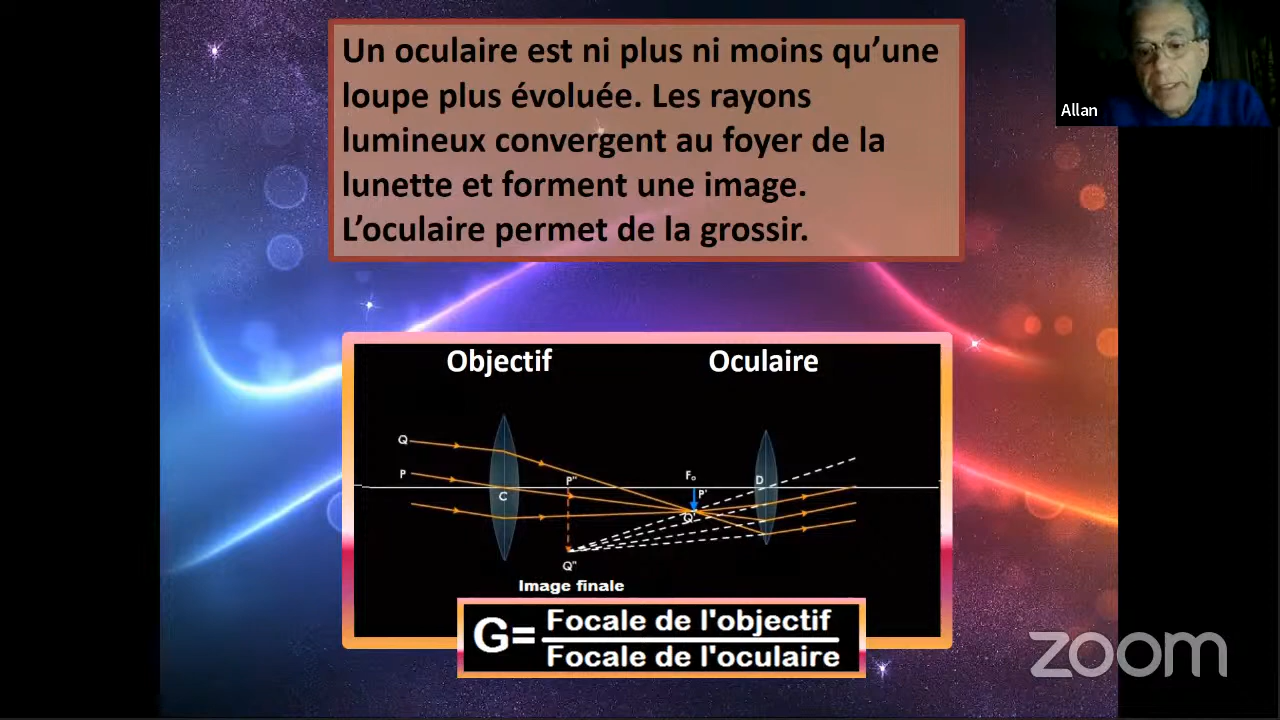 Un oculaire est ni plus ni moins qu’une
loupe plus évoluée. Les rayons
lumineux convergent au foyer de la
lunette et forment une image.
L’oculaire permet de la grossir.
Allan
Objectif Oculaire
Q
P
C
P"
Fₒ
P'
D
Q'
Q"
Image finale
G= Focale de l'objectif
Focale de l'oculaire
zoom